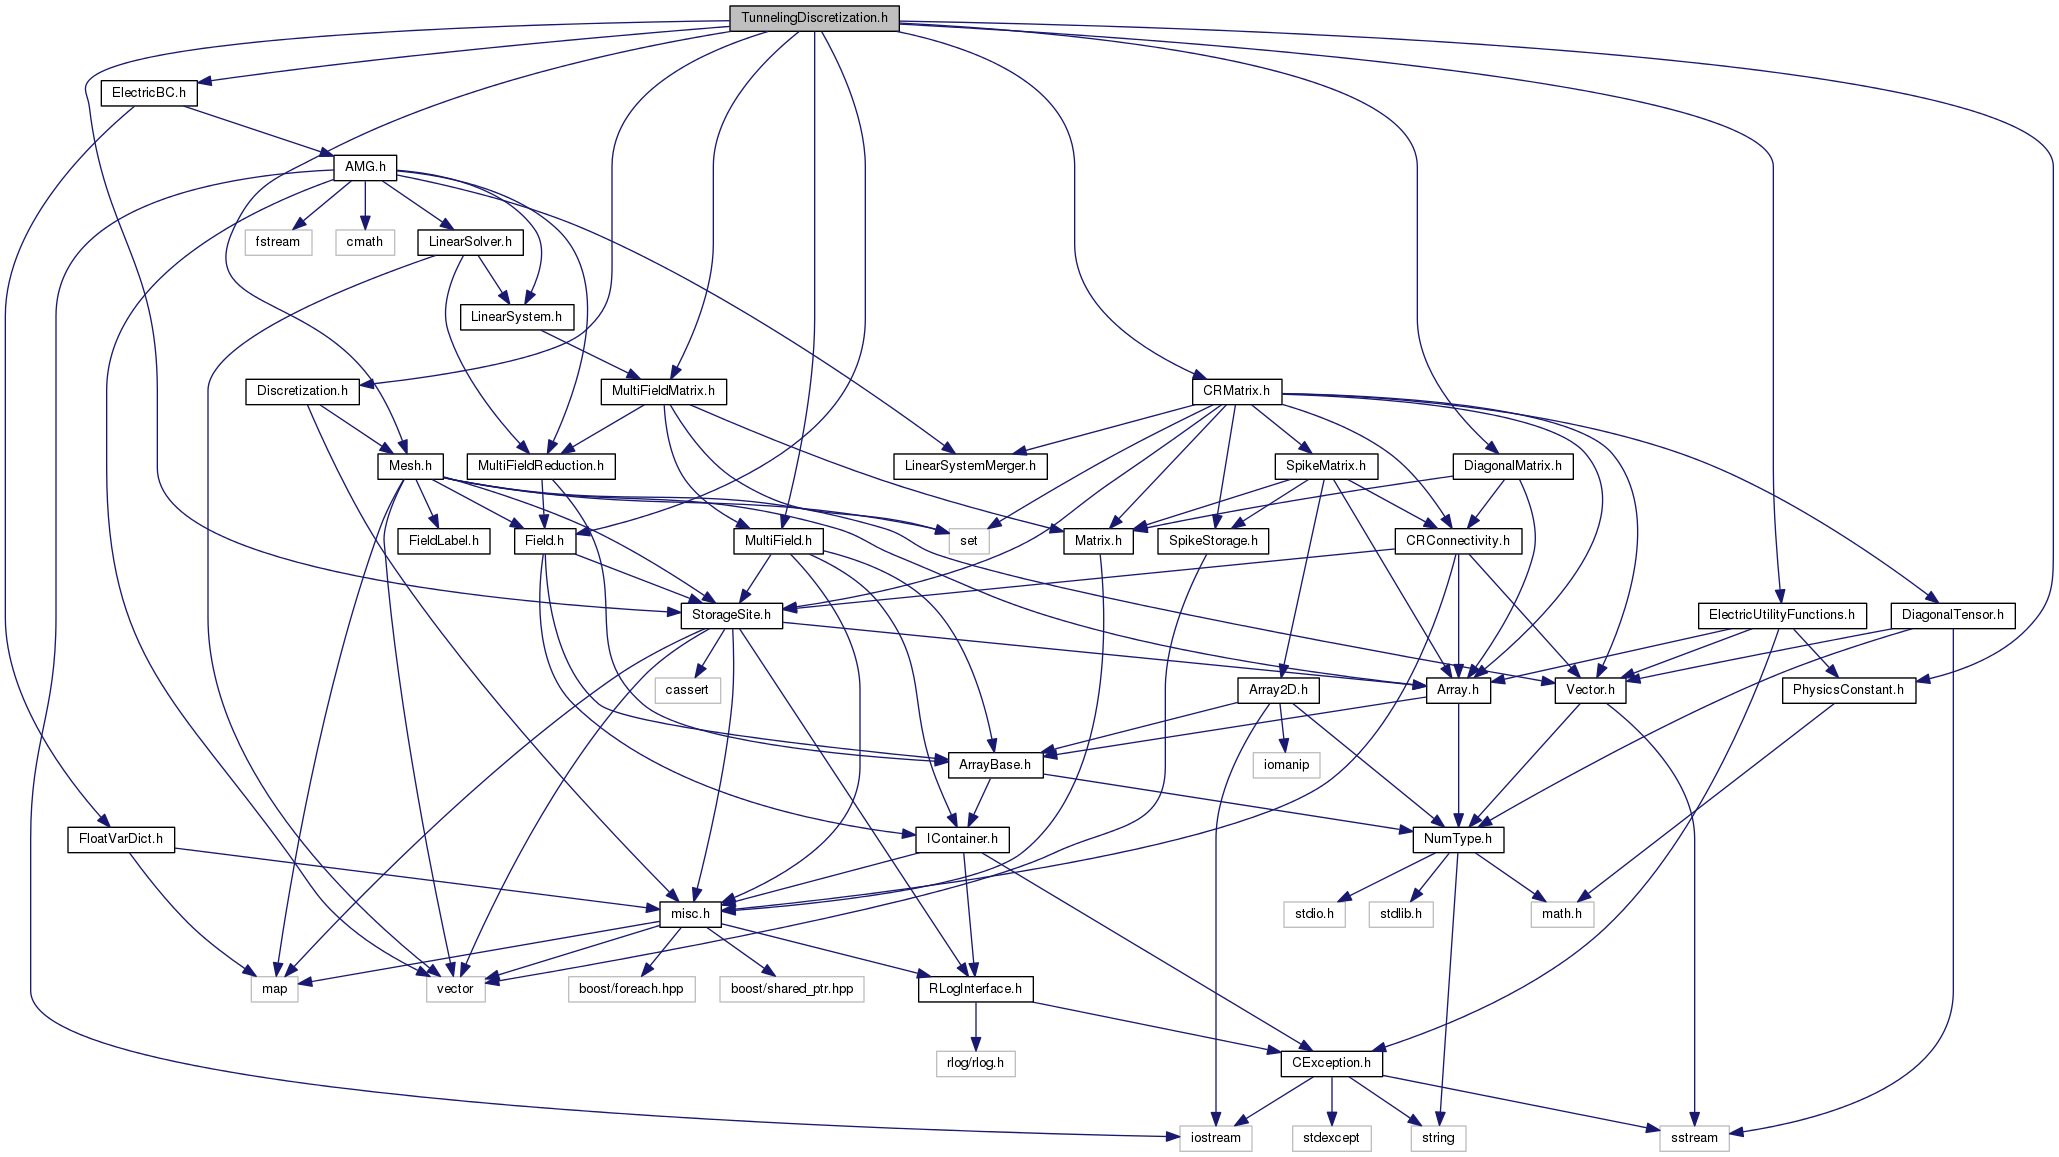 TunnelingDiscretization.h
ElectricBC.h
AMG.h
fstream
cmath
LinearSolver.h
LinearSystem.h
Discretization.h
MultiFieldMatrix.h
CRMatrix.h
Mesh.h
MultiFieldReduction.h
LinearSystemMerger.h
SpikeMatrix.h
DiagonalMatrix.h
FieldLabel.h
Field.h
MultiField.h
set
Matrix.h
SpikeStorage.h
CRConnectivity.h
StorageSite.h
ElectricUtilityFunctions.h
DiagonalTensor.h
cassert
Array2D.h
Array.h
Vector.h
PhysicsConstant.h
ArrayBase.h
iomanip
FloatVarDict.h
IContainer.h
NumType.h
misc.h
stdio.h
stdlib.h
math.h
map
vector
boost/foreach.hpp
boost/shared_ptr.hpp
RLogInterface.h
rlog/rlog.h
CException.h
iostream
stdexcept
string
sstream